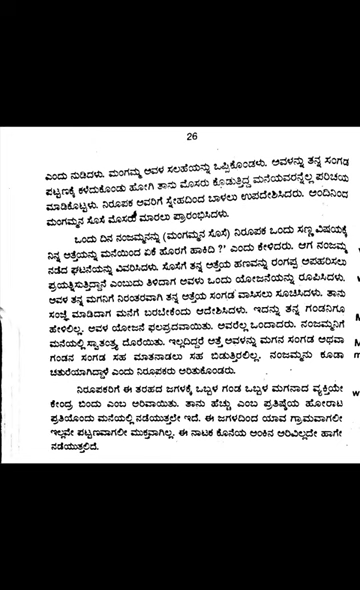 26
ಎಂದು ನುಡಿದಳು. ಮಂಗಮ್ಮ ಅವಳ ಸಲಹೆಯನ್ನು ಒಪ್ಪಿಕೊಂಡಳು. ಅವಳನ್ನು ತನ್ನ ಸಂಗಡ
ಪಟ್ಟಣಕ್ಕೆ ಕಳೆದುಕೊಂಡು ಹೋಗಿ ತಾನು ಮೊಸರು ಕೊಡುತ್ತಿದ್ದ ಮನೆಯವರನ್ನೆಲ್ಲ ಪರಿಚಯ
ಮಾಡಿಕೊಟ್ಟಳು. ನಿರೂಪಕ ಅವರಿಗೆ ಸ್ನೇಹದಿಂದ ಬಾಳಲು ಉಪದೇಶಿಸಿದರು. ಅಂದಿನಿಂದ
ಮಂಗಮ್ಮನ ಸೊಸೆ ಮೊಸರು ಮಾರಲು ಪ್ರಾರಂಭಿಸಿದಳು.
ಒಂದು ದಿನ ನಂಜಮ್ಮನನ್ನು (ಮಂಗಮ್ಮನ ಸೊಸೆ) ನಿರೂಪಕ ಒಂದು ಸಣ್ಣ ವಿಷಯಕ್ಕೆ
ನಿನ್ನ ಅತ್ತೆಯನ್ನು ಮನೆಯಿಂದ ಏಕೆ ಹೊರಗೆ ಹಾಕಿದಿ ?' ಎಂದು ಕೇಳಿದರು. ಆಗ ನಂಜಮ್ಮ
ನಡೆದ ಘಟನೆಯನ್ನು ವಿವರಿಸಿದಳು. ಸೊಸೆಗೆ ತನ್ನ ಅತ್ತೆಯ ಹಣವನ್ನು ರಂಗಪ್ಪ ಅಪಹರಿಸಲು
ಪ್ರಯತ್ನಿಸುತ್ತಿದ್ದಾನೆ ಎಂಬುದು ತಿಳಿದಾಗ ಅವಳು ಒಂದು ಯೋಜನೆಯನ್ನು ರೂಪಿಸಿದಳು.
ಅವಳ ತನ್ನ ಮಗನಿಗೆ ನಿರಂತರವಾಗಿ ತನ್ನ ಅತ್ತೆಯ ಸಂಗಡ ವಾಸಿಸಲು ಸೂಚಿಸಿದಳು. ತಾನು
ಸಂಜ್ಞೆ ಮಾಡಿದಾಗ ಮನೆಗೆ ಬರಬೇಕೆಂದು ಆದೇಶಿಸಿದಳು. ಇದನ್ನು ತನ್ನ ಗಂಡನಿಗೂ
ಹೇಳಲಿಲ್ಲ. ಅವಳ ಯೋಜನೆ ಫಲಪ್ರದವಾಯಿತು. ಅವರೆಲ್ಲ ಒಂದಾದರು. ನಂಜಮ್ಮನಿಗೆ
ಮನೆಯಲ್ಲಿ ಸ್ವಾತಂತ್ರ್ಯ ದೊರೆಯಿತು. ಇಲ್ಲದಿದ್ದರೆ ಅತ್ತೆ ಅವಳನ್ನು ಮಗನ ಸಂಗಡ ಅಥವಾ
ಗಂಡನ ಸಂಗಡ ಸಹ ಮಾತನಾಡಲು ಸಹ ಬಿಡುತ್ತಿರಲಿಲ್ಲ. ನಂಜಮ್ಮನು ಕೂಡಾ
ಚತುರೆಯಾಗಿದ್ದಾಳೆ ಎಂದು ನಿರೂಪಕರು ಅರಿತುಕೊಂಡರು.
ನಿರೂಪಕರಿಗೆ ಈ ತರಹದ ಜಗಳಕ್ಕೆ ಒಬ್ಬಳ ಗಂಡ ಒಬ್ಬಳ ಮಗನಾದ ವ್ಯಕ್ತಿಯೇ
ಕೇಂದ್ರ ಬಿಂದು ಎಂಬ ಅರಿವಾಯಿತು. ತಾನು ಹೆಚ್ಚು ಎಂಬ ಪ್ರತಿಷ್ಠೆಯ ಹೋರಾಟ
ಪ್ರತಿಯೊಂದು ಮನೆಯಲ್ಲಿ ನಡೆಯುತ್ತಲೇ ಇದೆ. ಈ ಜಗಳದಿಂದ ಯಾವ ಗ್ರಾಮವಾಗಲೀ
ಇಲ್ಲವೇ ಪಟ್ಟಣವಾಗಲೀ ಮುಕ್ತವಾಗಿಲ್ಲ. ಈ ನಾಟಕ ಕೊನೆಯ ಅಂಕಿನ ಅರಿವಿಲ್ಲದೇ ಹಾಗೇ
ನಡೆಯುತ್ತಲಿದೆ.